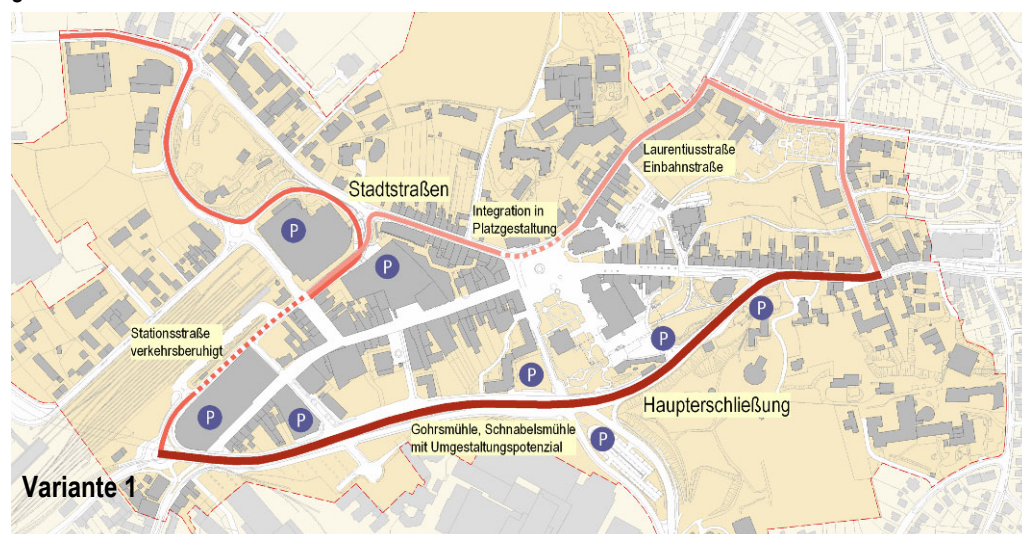 Laurentiusstraße
Einbahnstraße
Stadtstraßen
Integration in
Platzgestaltung
P
P
Stationsstraße
verkehrsberuhigt
P
P
P
P
P
Haupterschließung
Gohrsmühle, Schnabelsmühle
mit Umgestaltungspotenzial
P
Variante 1